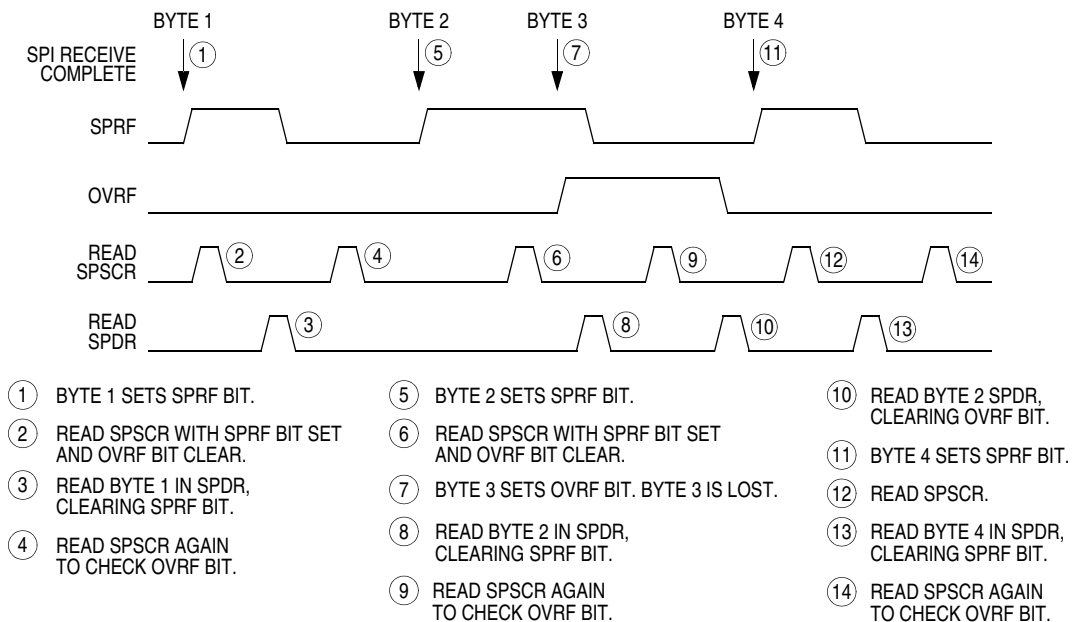 BYTE 1 BYTE 2 BYTE 3 BYTE 4
SPI RECEIVE
COMPLETE
1 5 7 11
SPRF
OVRF
READ
SPSCR
2 4 6 9 12 14
READ
SPDR
3 8 10 13
1 BYTE 1 SETS SPRF BIT.
2 READ SPSCR WITH SPRF BIT SET
AND OVRF BIT CLEAR.
3 READ BYTE 1 IN SPDR,
CLEARING SPRF BIT.
4 READ SPSCR AGAIN
TO CHECK OVRF BIT.
5 BYTE 2 SETS SPRF BIT.
6 READ SPSCR WITH SPRF BIT SET
AND OVRF BIT CLEAR.
7 BYTE 3 SETS OVRF BIT. BYTE 3 IS LOST.
8 READ BYTE 2 IN SPDR,
CLEARING SPRF BIT.
9 READ SPSCR AGAIN
TO CHECK OVRF BIT.
10 READ BYTE 2 SPDR,
CLEARING OVRF BIT.
11 BYTE 4 SETS SPRF BIT.
12 READ SPSCR.
13 READ BYTE 4 IN SPDR,
CLEARING SPRF BIT.
14 READ SPSCR AGAIN
TO CHECK OVRF BIT.